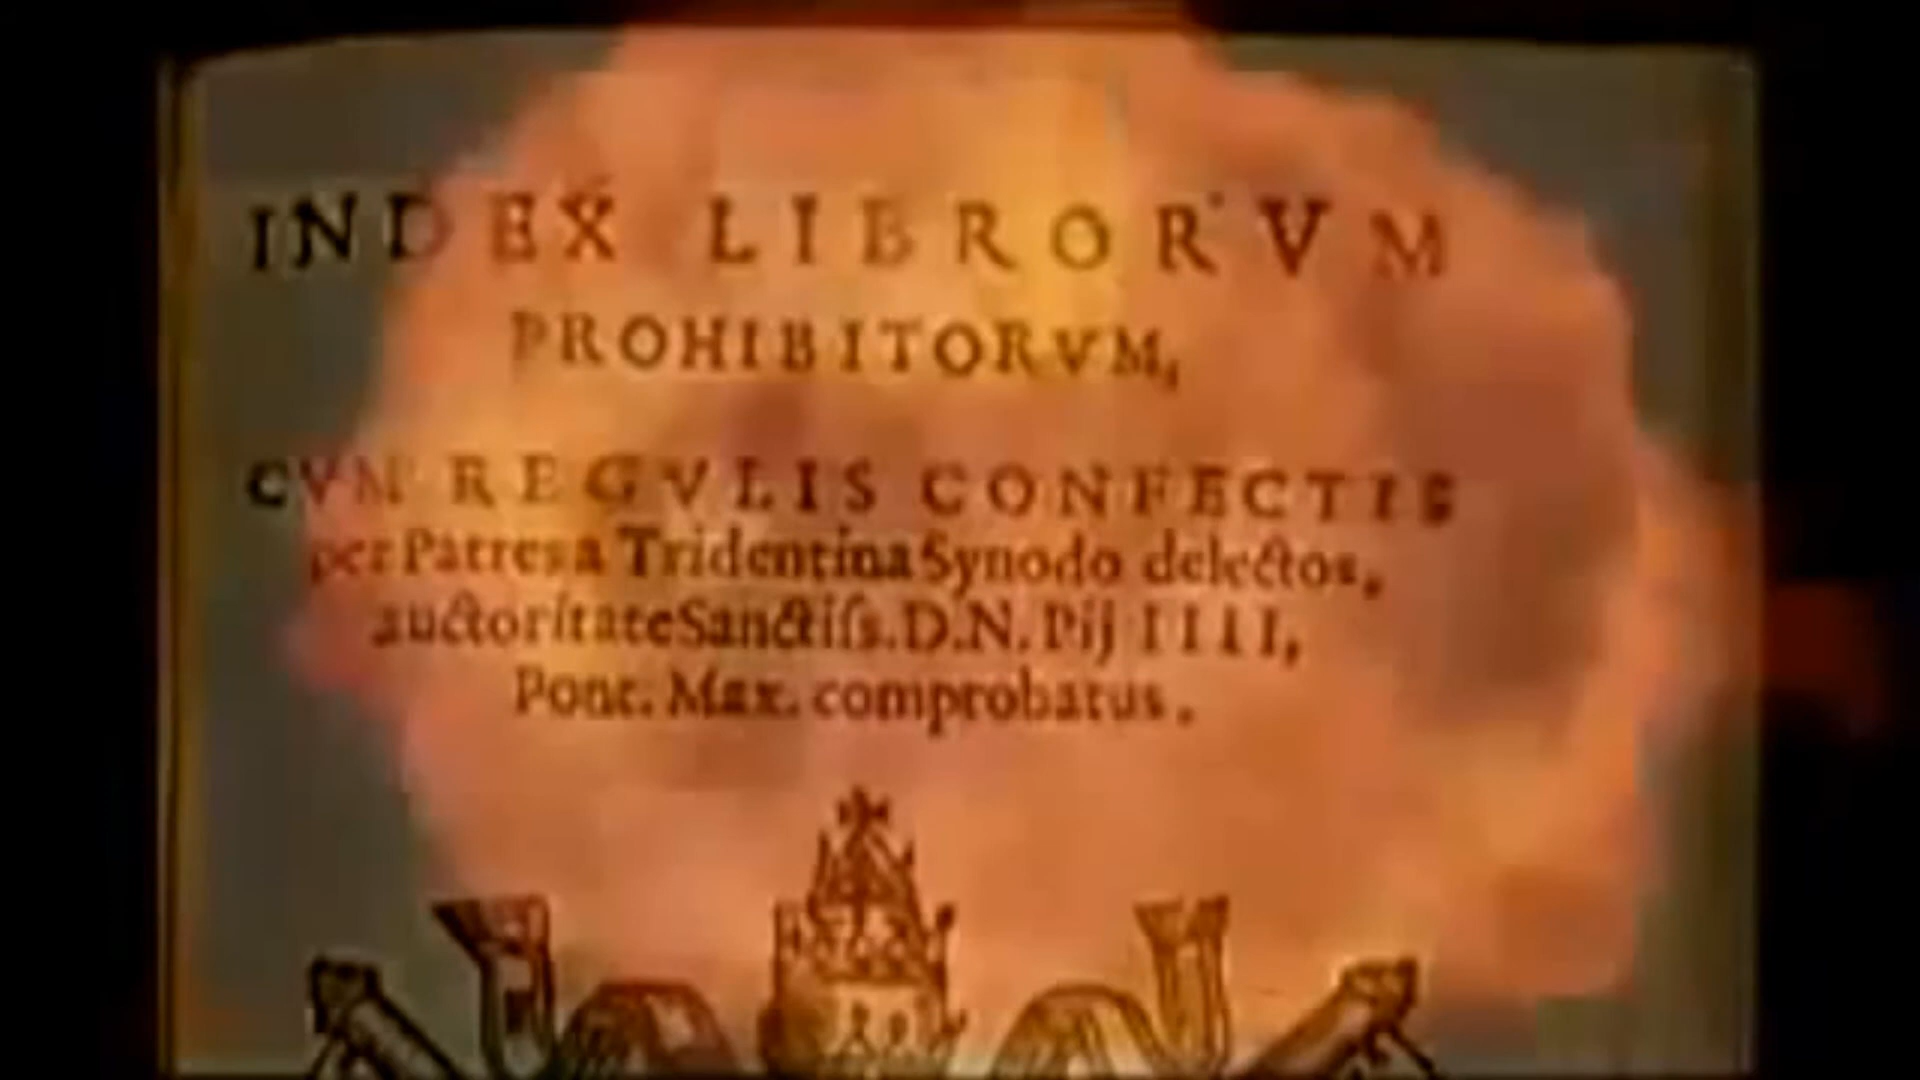 INDEX LIBRORVM
PROHIBITORVM,
CVM REGVLIS CONFECTIS
per Patres a Tridentina Synodo delectos,
auctoritate Sanctiſs. D. N. Pij IIII,
Pont. Max. comprobatus.